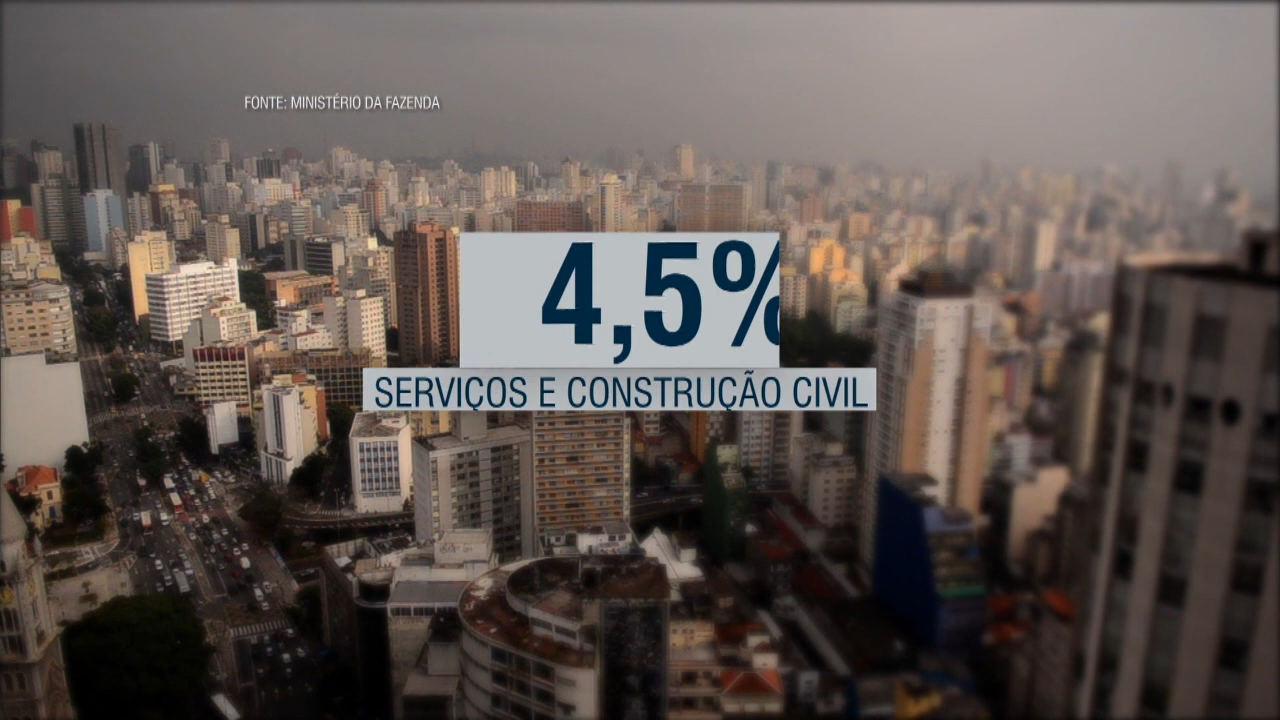 FONTE: MINISTÉRIO DA FAZENDA
4,5%
SERVIÇOS E CONSTRUÇÃO CIVIL